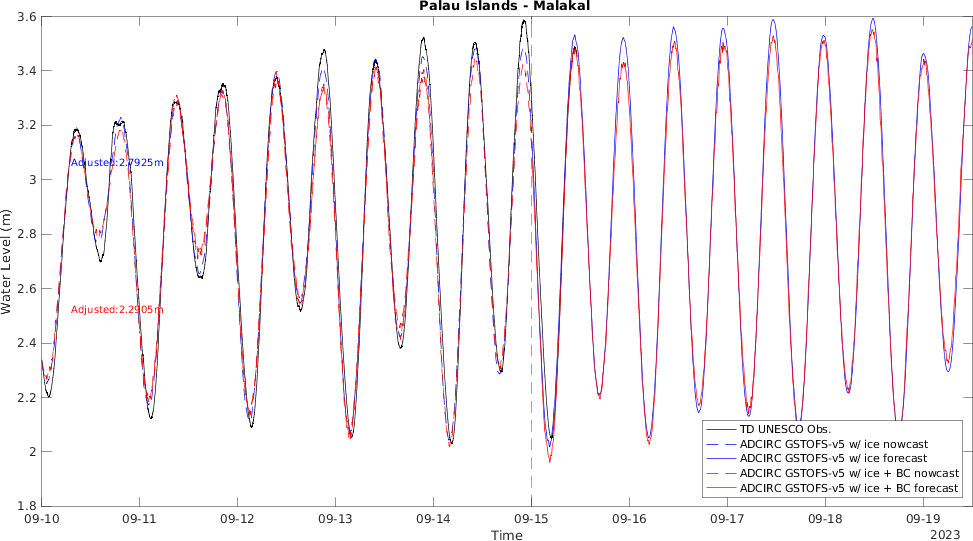 Palau Islands - Malakal
3.6
3.4
3.2
3
2.8
2.6
2.4
2.2
2
1.8
Water Level (m)
Adjusted:2.7925m
Adjusted:2.2905m
TD UNESCO Obs.
ADCIRC GSTOFS-v5 w/ ice nowcast
ADCIRC GSTOFS-v5 w/ ice forecast
ADCIRC GSTOFS-v5 w/ ice + BC nowcast
ADCIRC GSTOFS-v5 w/ ice + BC forecast
09-10 09-11 09-12 09-13 09-14 09-15 09-16 09-17 09-18 09-19
Time
2023